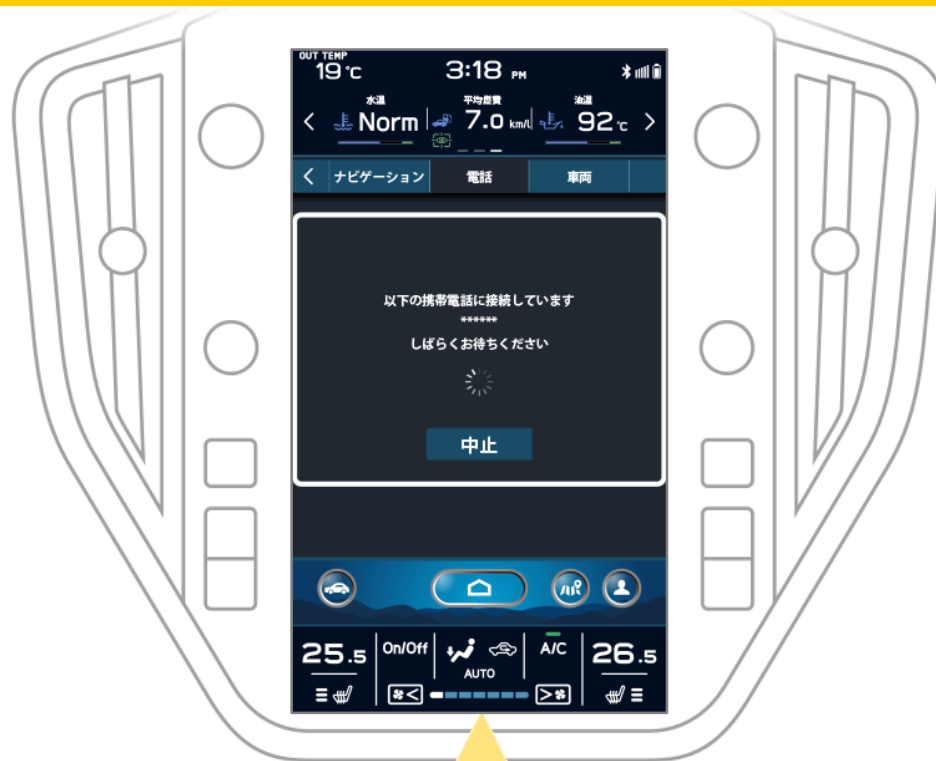 OUT TEMP
19 ℃ 3:18 PM
水温 平均燃費 油温
Norm 7.0 km/L 92 ℃
ナビゲーション 電話 車両
以下の携帯電話に接続しています
******
しばらくお待ちください
中止
25.5 On/Off A/C 26.5
AUTO